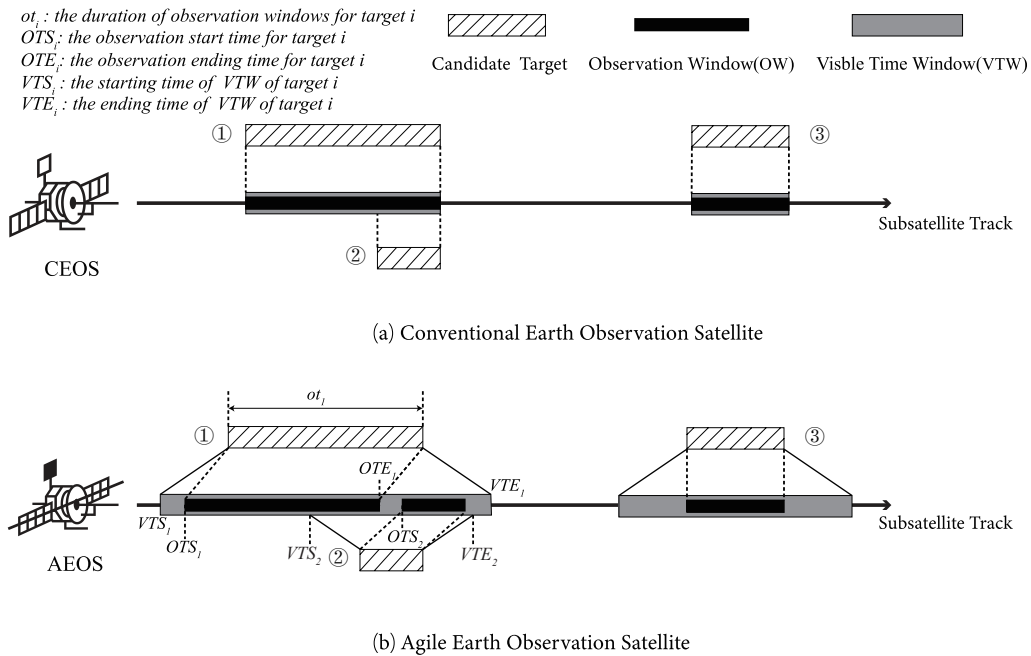 ot_i : the duration of observation windows for target i
OTS_i: the observation start time for target i
OTE_i: the observation ending time for target i
VTS_i : the starting time of VTW of target i
VTE_i : the ending time of VTW of target i
Candidate Target
Observation Window(OW)
Visble Time Window(VTW)
①
③
②
Subsatellite Track
CEOS
(a) Conventional Earth Observation Satellite
ot_1
①
③
OTE_1
VTE_1
VTS_1
OTS_1
VTS_2
②
OTS_2
VTE_2
Subsatellite Track
AEOS
(b) Agile Earth Observation Satellite